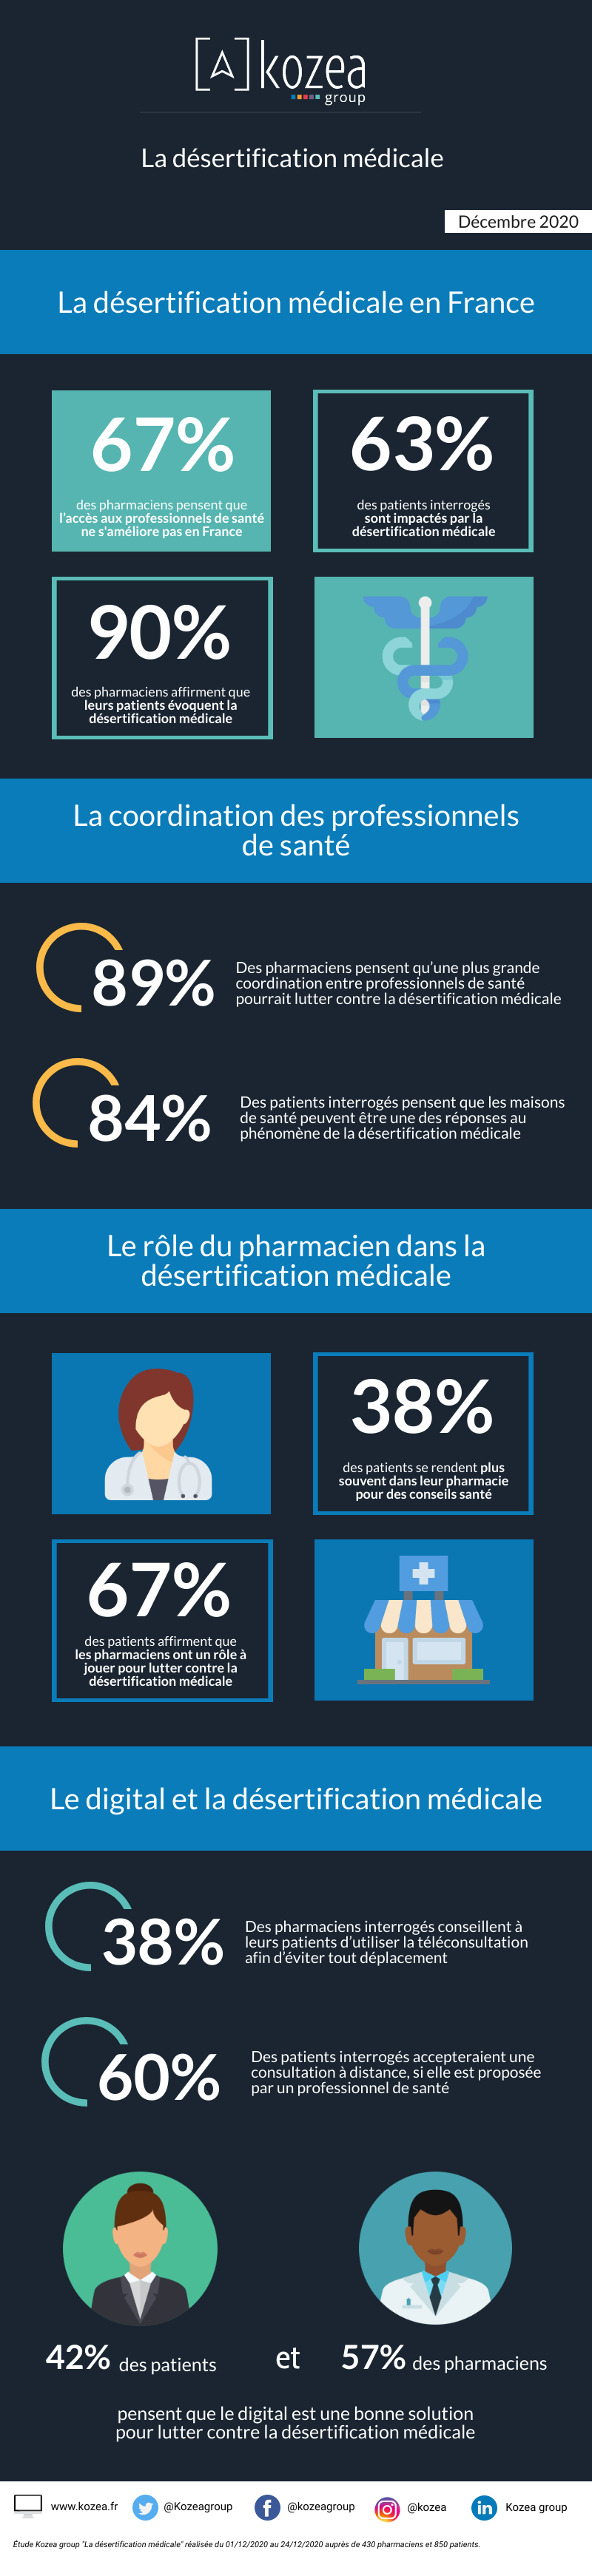 [A] kozea
group
La désertification médicale
Décembre 2020
La désertification médicale en France
67%
des pharmaciens pensent que
l'accès aux professionnels de santé
ne s'améliore pas en France
63%
des patients interrogés
sont impactés par la
désertification médicale
90%
des pharmaciens affirment que
leurs patients évoquent la
désertification médicale
La coordination des professionnels
de santé
89%
Des pharmaciens pensent qu'une plus grande
coordination entre professionnels de santé
pourrait lutter contre la désertification médicale
84%
Des patients interrogés pensent que les maisons
de santé peuvent être une des réponses au
phénomène de la désertification médicale
Le rôle du pharmacien dans la
désertification médicale
38%
des patients se rendent plus
souvent dans leur pharmacie
pour des conseils santé
67%
des patients affirment que
les pharmaciens ont un rôle à
jouer pour lutter contre la
désertification médicale
Le digital et la désertification médicale
38%
Des pharmaciens interrogés conseillent à
leurs patients d'utiliser la téléconsultation
afin d'éviter tout déplacement
60%
Des patients interrogés accepteraient une
consultation à distance, si elle est proposée
par un professionnel de santé
42% des patients et 57% des pharmaciens
pensent que le digital est une bonne solution
pour lutter contre la désertification médicale
www.kozea.fr @Kozeagroup @kozeagroup @kozea Kozea group
Étude Kozea group "La désertification médicale" réalisée du 01/12/2020 au 24/12/2020 auprès de 430 pharmaciens et 850 patients.